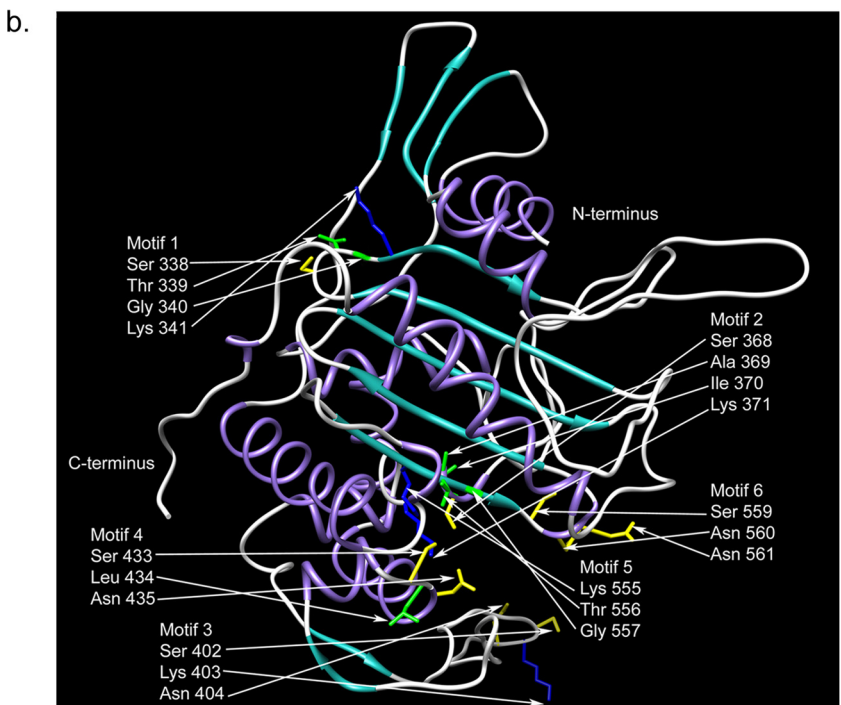 b.
N-terminus
Motif 1
Ser 338
Thr 339
Gly 340
Lys 341
Motif 2
Ser 368
Ala 369
Ile 370
Lys 371
C-terminus
Motif 6
Ser 559
Asn 560
Asn 561
Motif 4
Ser 433
Leu 434
Asn 435
Motif 5
Lys 555
Thr 556
Gly 557
Motif 3
Ser 402
Lys 403
Asn 404